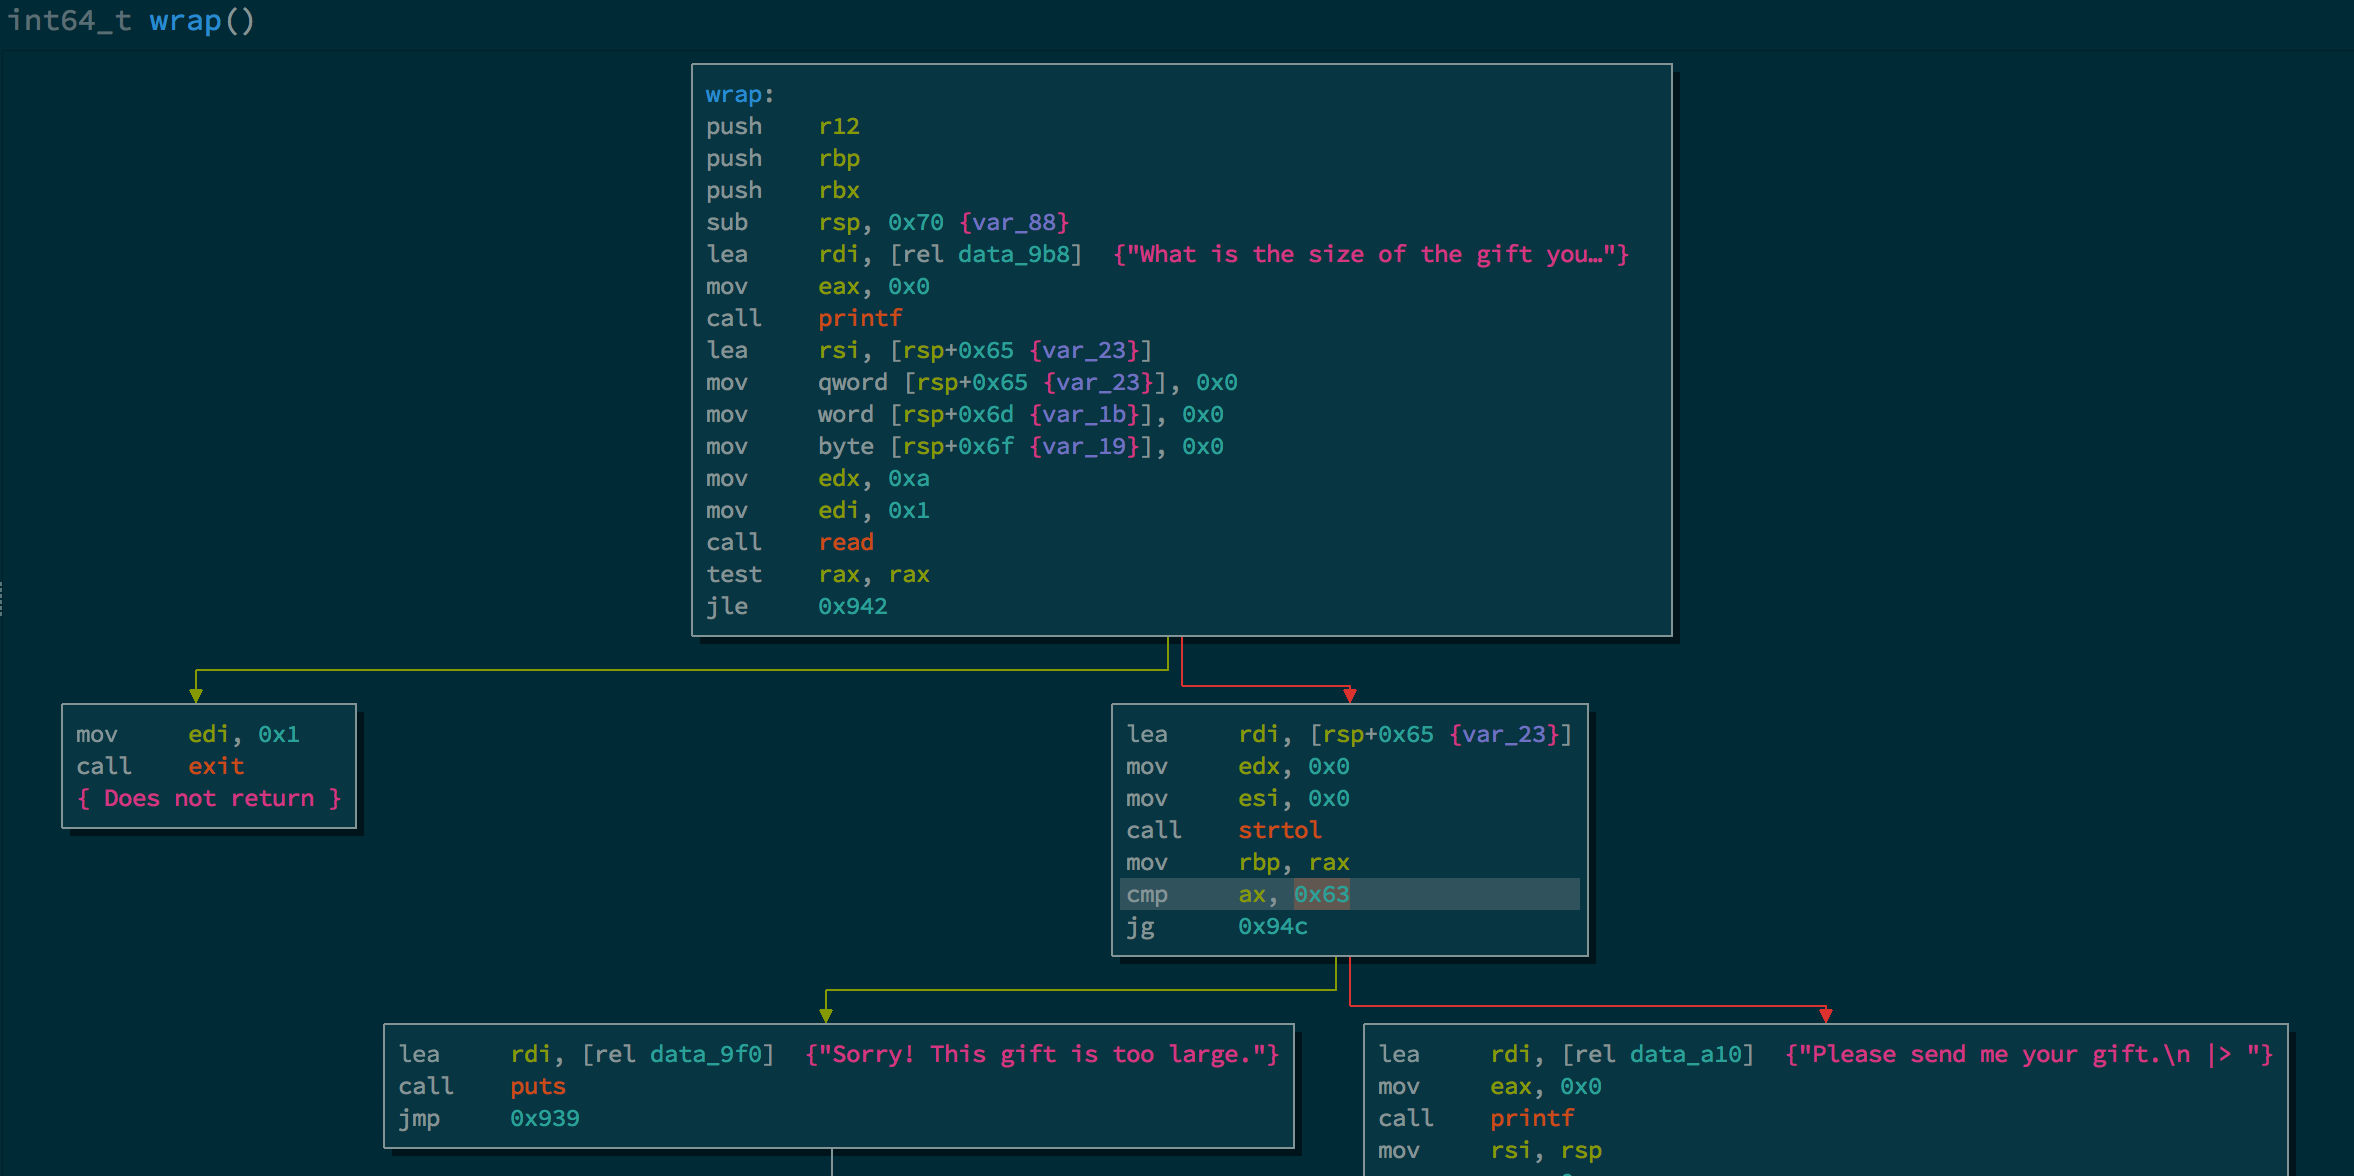 int64_t wrap()
wrap:
push r12
push rbp
push rbx
sub rsp, 0x70 {var_88}
lea rdi, [rel data_9b8] {"What is the size of the gift you…"}
mov eax, 0x0
call printf
lea rsi, [rsp+0x65 {var_23}]
mov qword [rsp+0x65 {var_23}], 0x0
mov word [rsp+0x6d {var_1b}], 0x0
mov byte [rsp+0x6f {var_19}], 0x0
mov edx, 0xa
mov edi, 0x1
call read
test rax, rax
jle 0x942
mov edi, 0x1
call exit
{ Does not return }
lea rdi, [rsp+0x65 {var_23}]
mov edx, 0x0
mov esi, 0x0
call strtol
mov rbp, rax
cmp ax, 0x63
jg 0x94c
lea rdi, [rel data_9f0] {"Sorry! This gift is too large."}
call puts
jmp 0x939
lea rdi, [rel data_a10] {"Please send me your gift.\n |> "}
mov eax, 0x0
call printf
mov rsi, rsp